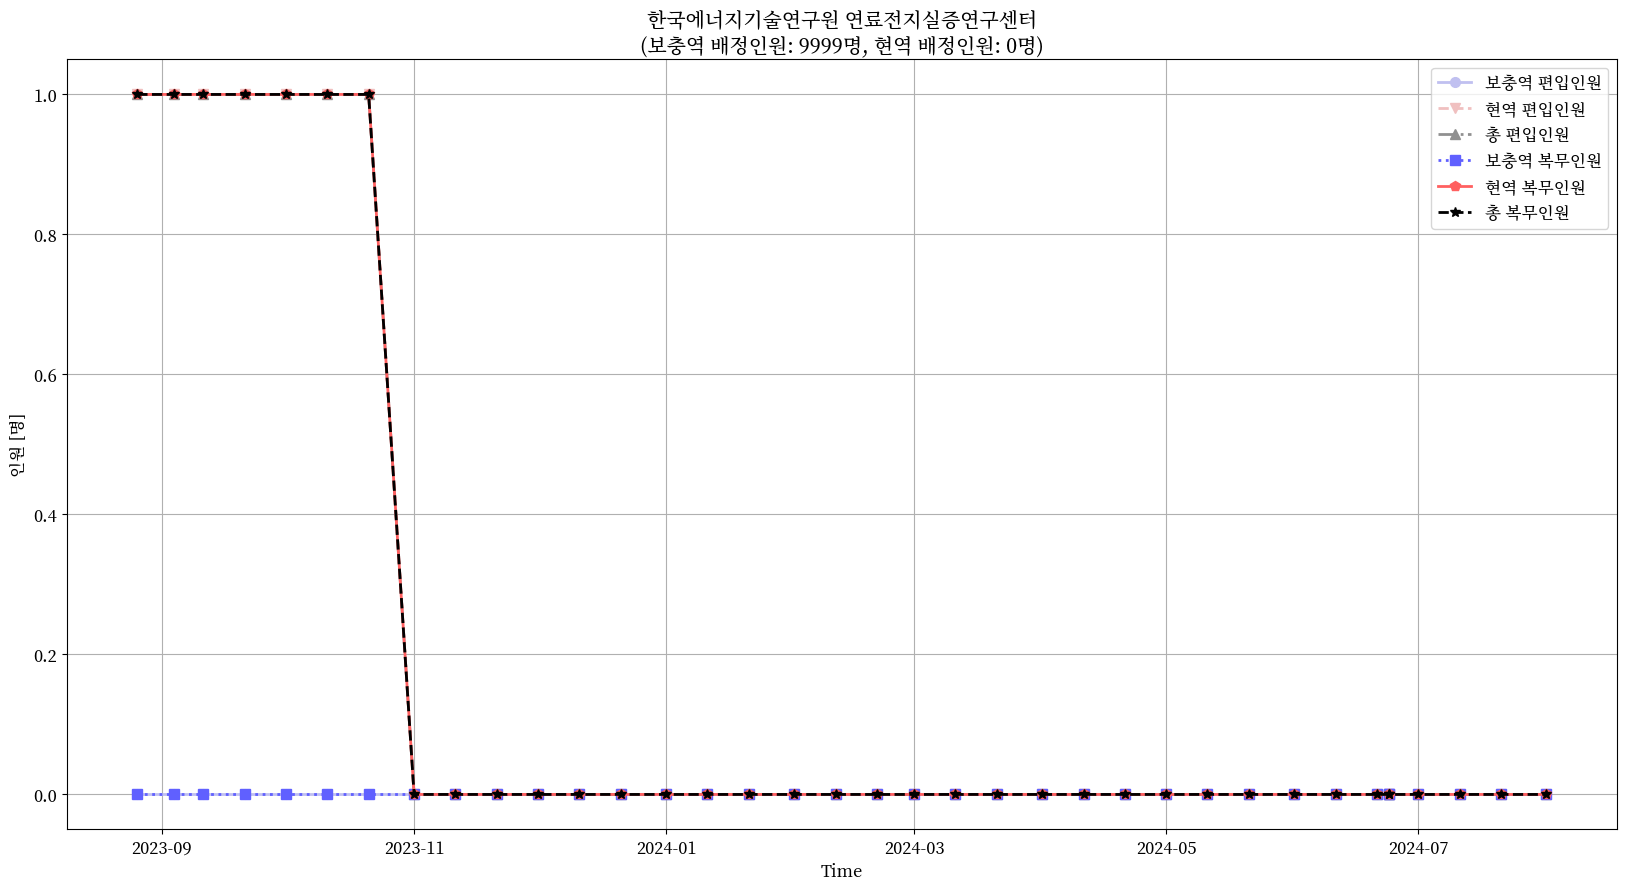 한국에너지기술연구원 연료전지실증연구센터
(보충역 배정인원: 9999명, 현역 배정인원: 0명)
보충역 편입인원
현역 편입인원
총 편입인원
보충역 복무인원
현역 복무인원
총 복무인원
인원 [명]
1.0
0.8
0.6
0.4
0.2
0.0
2023-09
2023-11
2024-01
2024-03
2024-05
2024-07
Time